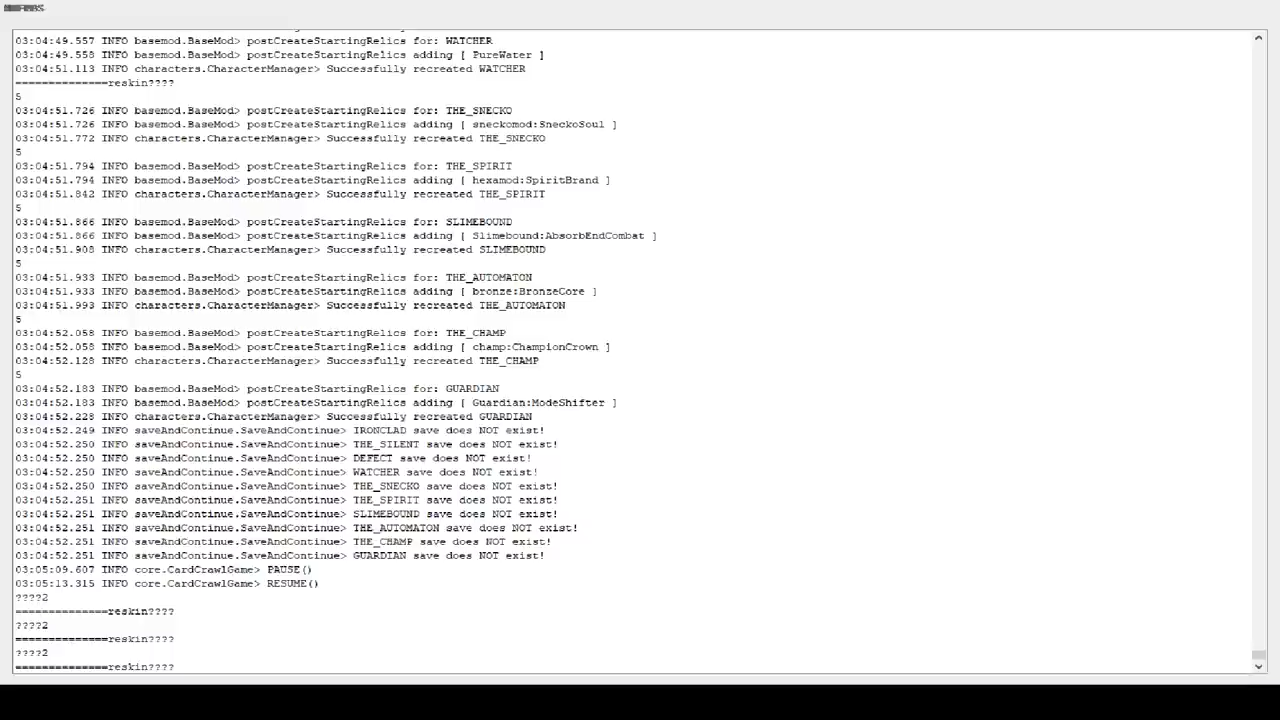 03:04:49.557 INFO basemod.BaseMod> postCreateStartingRelics for: WATCHER
03:04:49.558 INFO basemod.BaseMod> postCreateStartingRelics adding [ PureWater ]
03:04:51.113 INFO characters.CharacterManager> Successfully recreated WATCHER
==============reskin????
5
03:04:51.726 INFO basemod.BaseMod> postCreateStartingRelics for: THE_SNECKO
03:04:51.726 INFO basemod.BaseMod> postCreateStartingRelics adding [ sneckomod:SneckoSoul ]
03:04:51.772 INFO characters.CharacterManager> Successfully recreated THE_SNECKO
5
03:04:51.794 INFO basemod.BaseMod> postCreateStartingRelics for: THE_SPIRIT
03:04:51.794 INFO basemod.BaseMod> postCreateStartingRelics adding [ hexamod:SpiritBrand ]
03:04:51.842 INFO characters.CharacterManager> Successfully recreated THE_SPIRIT
5
03:04:51.866 INFO basemod.BaseMod> postCreateStartingRelics for: SLIMEBOUND
03:04:51.866 INFO basemod.BaseMod> postCreateStartingRelics adding [ Slimebound:AbsorbEndCombat ]
03:04:51.908 INFO characters.CharacterManager> Successfully recreated SLIMEBOUND
5
03:04:51.933 INFO basemod.BaseMod> postCreateStartingRelics for: THE_AUTOMATON
03:04:51.933 INFO basemod.BaseMod> postCreateStartingRelics adding [ bronze:BronzeCore ]
03:04:51.993 INFO characters.CharacterManager> Successfully recreated THE_AUTOMATON
5
03:04:52.058 INFO basemod.BaseMod> postCreateStartingRelics for: THE_CHAMP
03:04:52.058 INFO basemod.BaseMod> postCreateStartingRelics adding [ champ:ChampionCrown ]
03:04:52.128 INFO characters.CharacterManager> Successfully recreated THE_CHAMP
5
03:04:52.183 INFO basemod.BaseMod> postCreateStartingRelics for: GUARDIAN
03:04:52.183 INFO basemod.BaseMod> postCreateStartingRelics adding [ Guardian:ModeShifter ]
03:04:52.228 INFO characters.CharacterManager> Successfully recreated GUARDIAN
03:04:52.249 INFO saveAndContinue.SaveAndContinue> IRONCLAD save does NOT exist!
03:04:52.250 INFO saveAndContinue.SaveAndContinue> THE_SILENT save does NOT exist!
03:04:52.250 INFO saveAndContinue.SaveAndContinue> DEFECT save does NOT exist!
03:04:52.250 INFO saveAndContinue.SaveAndContinue> WATCHER save does NOT exist!
03:04:52.250 INFO saveAndContinue.SaveAndContinue> THE_SNECKO save does NOT exist!
03:04:52.251 INFO saveAndContinue.SaveAndContinue> THE_SPIRIT save does NOT exist!
03:04:52.251 INFO saveAndContinue.SaveAndContinue> SLIMEBOUND save does NOT exist!
03:04:52.251 INFO saveAndContinue.SaveAndContinue> THE_AUTOMATON save does NOT exist!
03:04:52.251 INFO saveAndContinue.SaveAndContinue> THE_CHAMP save does NOT exist!
03:04:52.251 INFO saveAndContinue.SaveAndContinue> GUARDIAN save does NOT exist!
03:05:09.607 INFO core.CardCrawlGame> PAUSE()
03:05:13.315 INFO core.CardCrawlGame> RESUME()
????2
==============reskin????
????2
==============reskin????
????2
==============reskin????